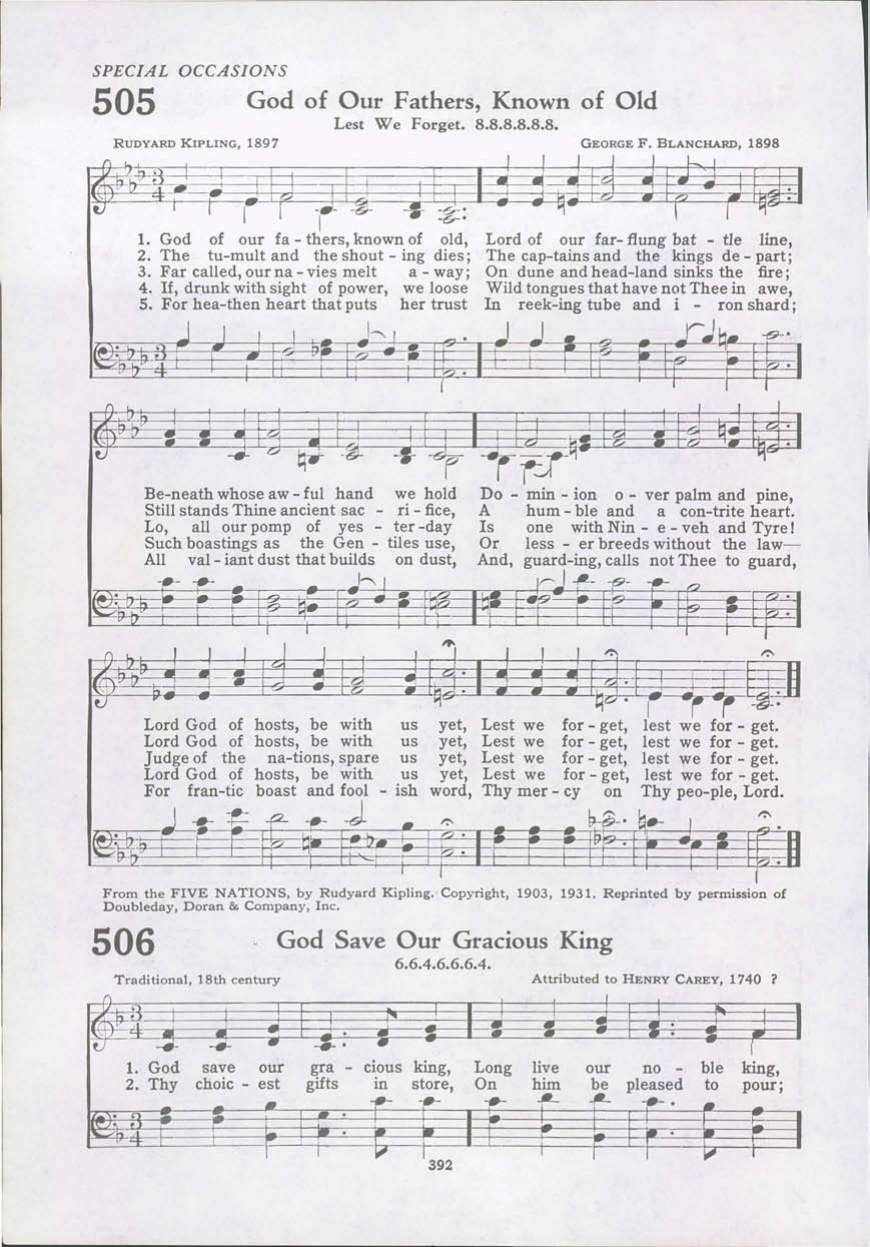 SPECIAL OCCASIONS
505 God of Our Fathers, Known of Old
Lest We Forget. 8.8.8.8.8.8.
RUDYARD KIPLING, 1897 GEORGE F. BLANCHARD, 1898
1. God of our fa - thers, known of old, Lord of our far - flung bat - tle line,
2. The tu - mult and the shout - ing dies; The cap - tains and the kings de - part;
3. Far called, our na - vies melt a - way; On dune and head - land sinks the fire;
4. If, drunk with sight of power, we loose Wild tongues that have not Thee in awe,
5. For hea - then heart that puts her trust In reek - ing tube and i - ron shard;
Be - neath whose aw - ful hand we hold Do - min - ion o - ver palm and pine,
Still stands Thine ancient sac - ri - fice, A hum - ble and a con - trite heart.
Lo, all our pomp of yes - ter - day Is one with Nin - e - veh and Tyre!
Such boastings as the Gen - tiles use, Or less - er breeds without the law—
All val - iant dust that builds on dust, And, guard - ing, calls not Thee to guard,
Lord God of hosts, be with us yet, Lest we for - get, lest we for - get.
Lord God of hosts, be with us yet, Lest we for - get, lest we for - get.
Judge of the na - tions, spare us yet, Lest we for - get, lest we for - get.
Lord God of hosts, be with us yet, Lest we for - get, lest we for - get.
For fran - tic boast and fool - ish word, Thy mer - cy on Thy peo - ple, Lord.
From the FIVE NATIONS, by Rudyard Kipling. Copyright, 1903, 1931. Reprinted by permission of
Doubleday, Doran & Company, Inc.
506 God Save Our Gracious King
6.6.4.6.6.6.4.
Traditional, 18th century Attributed to HENRY CAREY, 1740 ?
1. God save our gra - cious king, Long live our no - ble king,
2. Thy choic - est gifts in store, On him be pleased to pour;
392